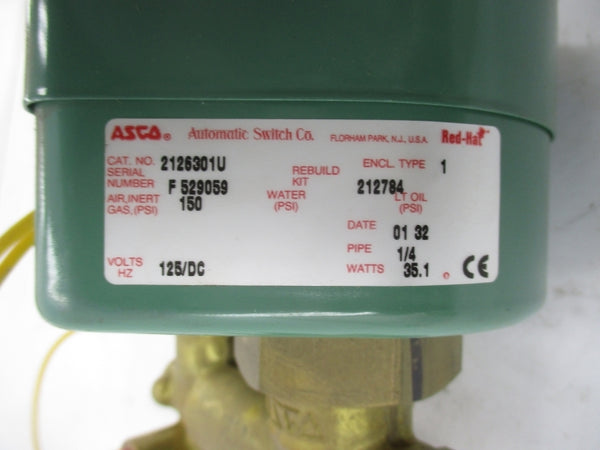 ASCO® Automatic Switch Co. FLORHAM PARK, N.J., U.S.A. Red-Hat
CAT. NO. 2126301U ENCL. TYPE 1
SERIAL NUMBER F 529059 REBUILD KIT 212784
AIR, INERT GAS, (PSI) 150 WATER (PSI) LT OIL (PSI)
DATE 01 32
PIPE 1/4
VOLTS HZ 125/DC WATTS 35.1 CE
ASCO